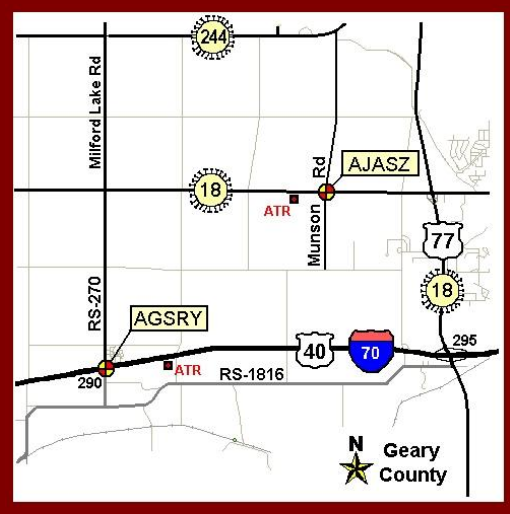 244
Milford Lake Rd
Rd
AJASZ
18
ATR
Munson
77
18
RS-270
AGSRY
295
40
70
ATR
RS-1816
290
N
Geary
County